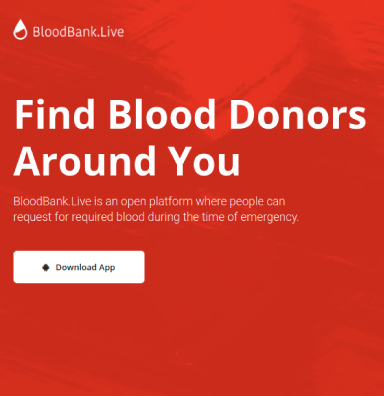 BloodBank.Live
Find Blood Donors
Around You
BloodBank.Live is an open platform where people can
request for required blood during the time of emergency.
Download App